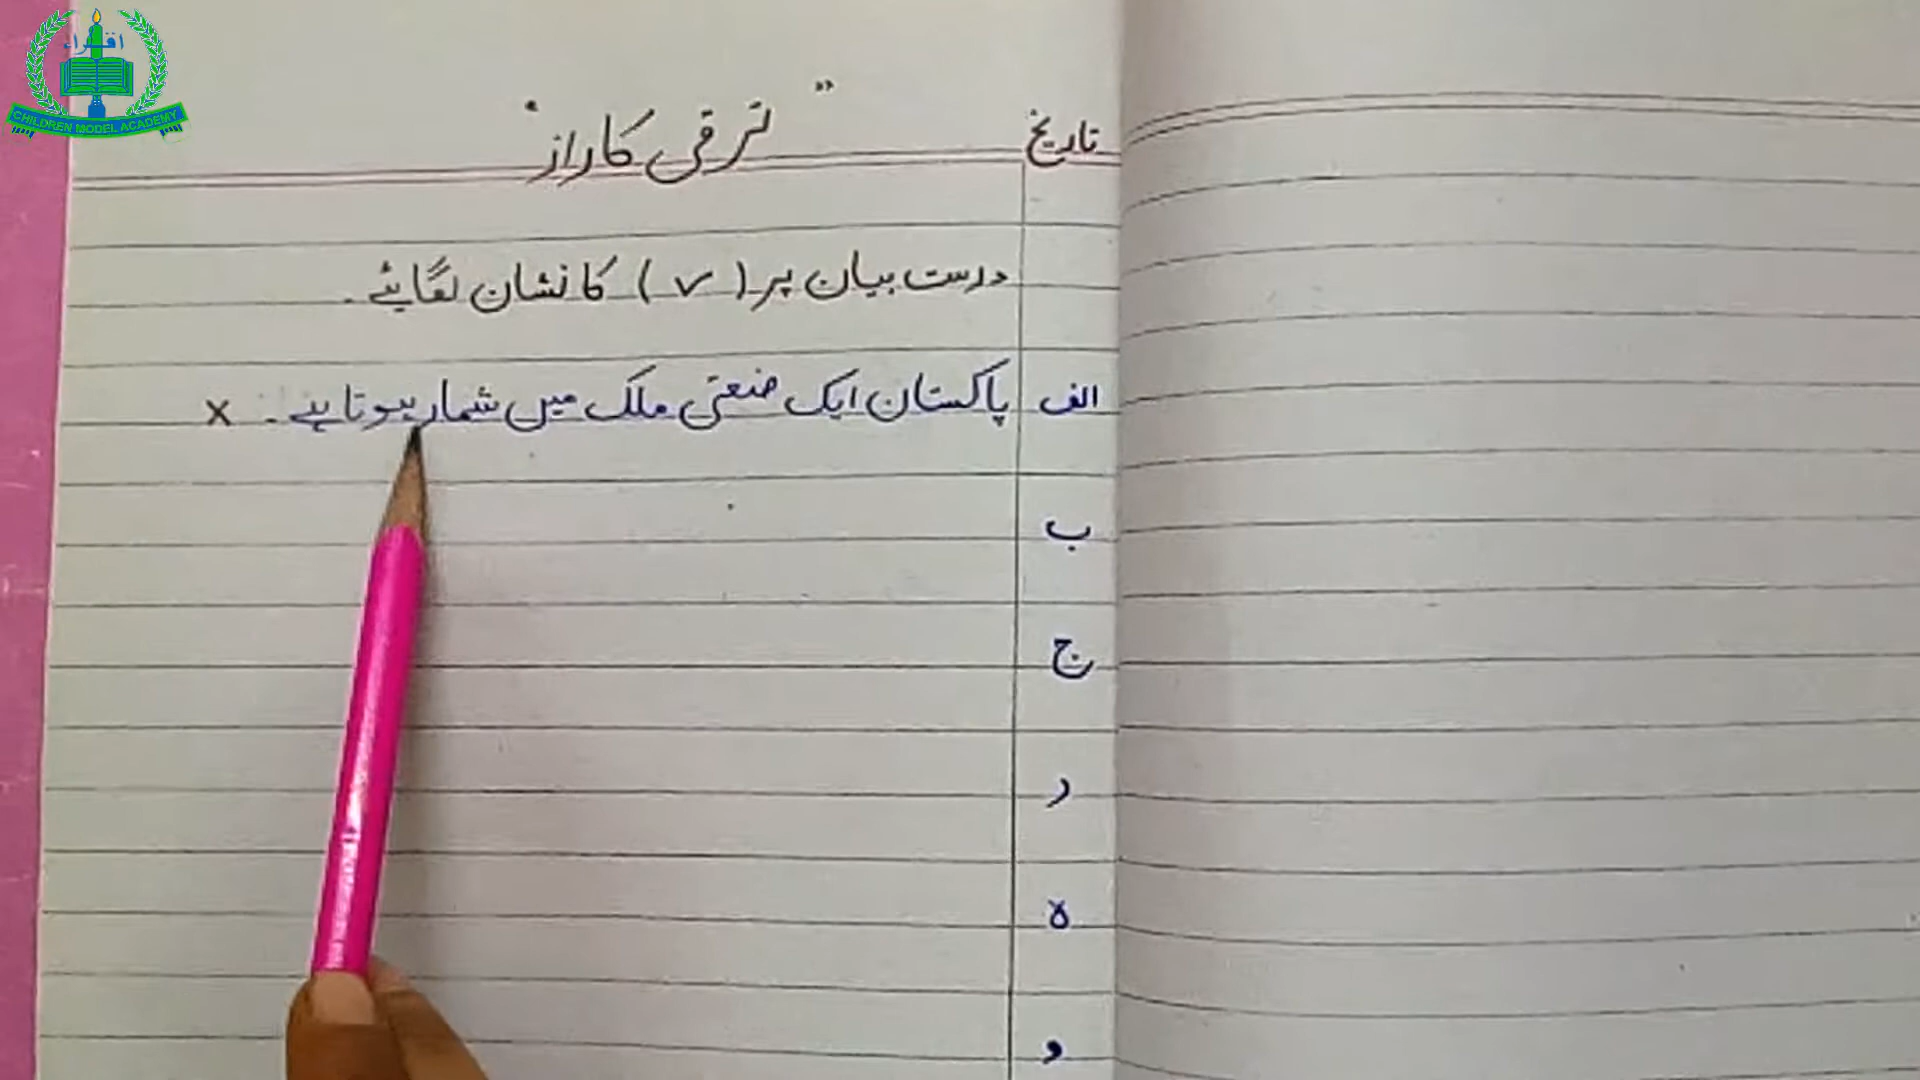 اقراء
CHILDREN MODEL ACADEMY
تاریخ
"ترقی کا راز"
درست بیان پر (✓) کا نشان لگائیے۔
الف پاکستان ایک صنعتی ملک میں شمار ہوتا ہے۔ ×
ب
ج
د
ہ
و